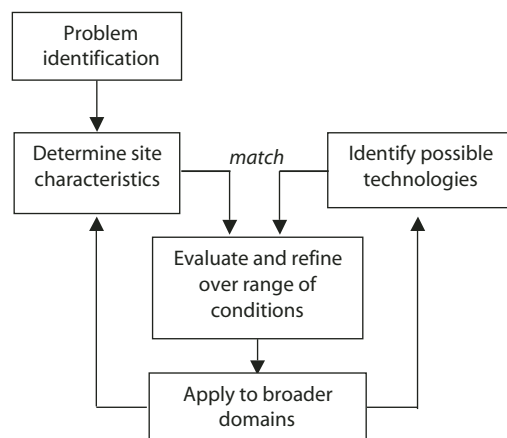 Problem
identification
Determine site
characteristics
match
Identify possible
technologies
Evaluate and refine
over range of
conditions
Apply to broader
domains